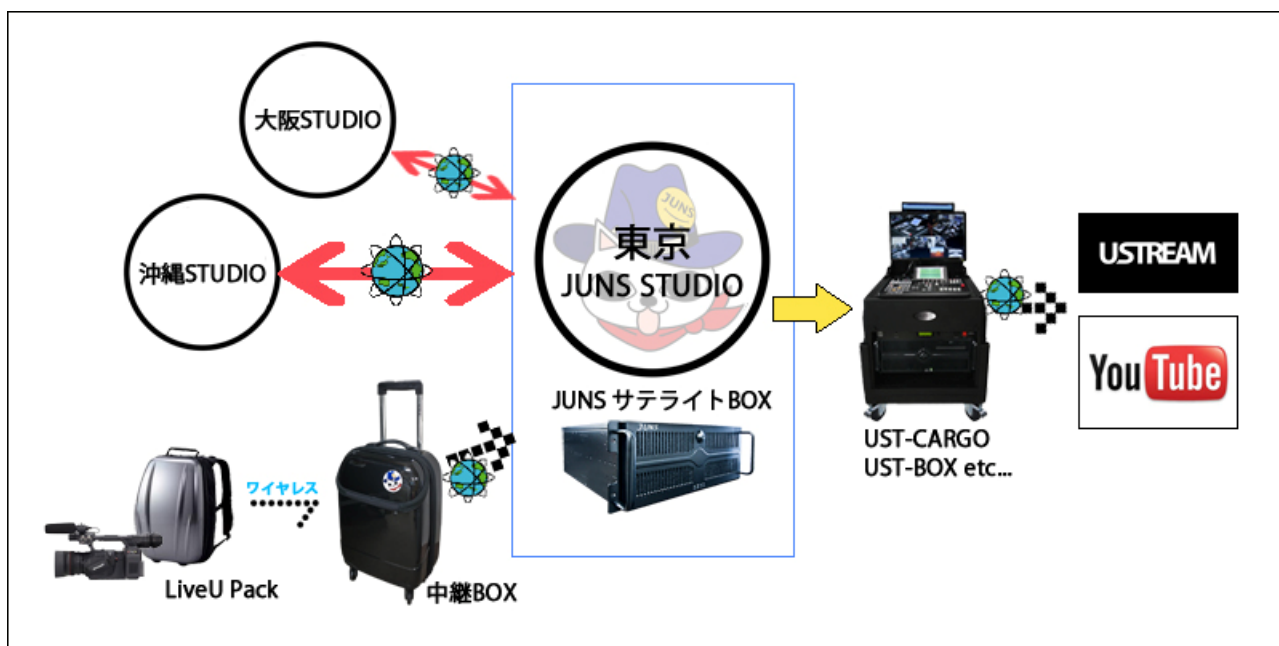 大阪STUDIO
沖縄STUDIO
JUNS
東京
JUNS STUDIO
JUNS サテライトBOX
JUNS
ワイヤレス
LiveU Pack
中継BOX
UST-CARGO
UST-BOX etc...
USTREAM
YouTube